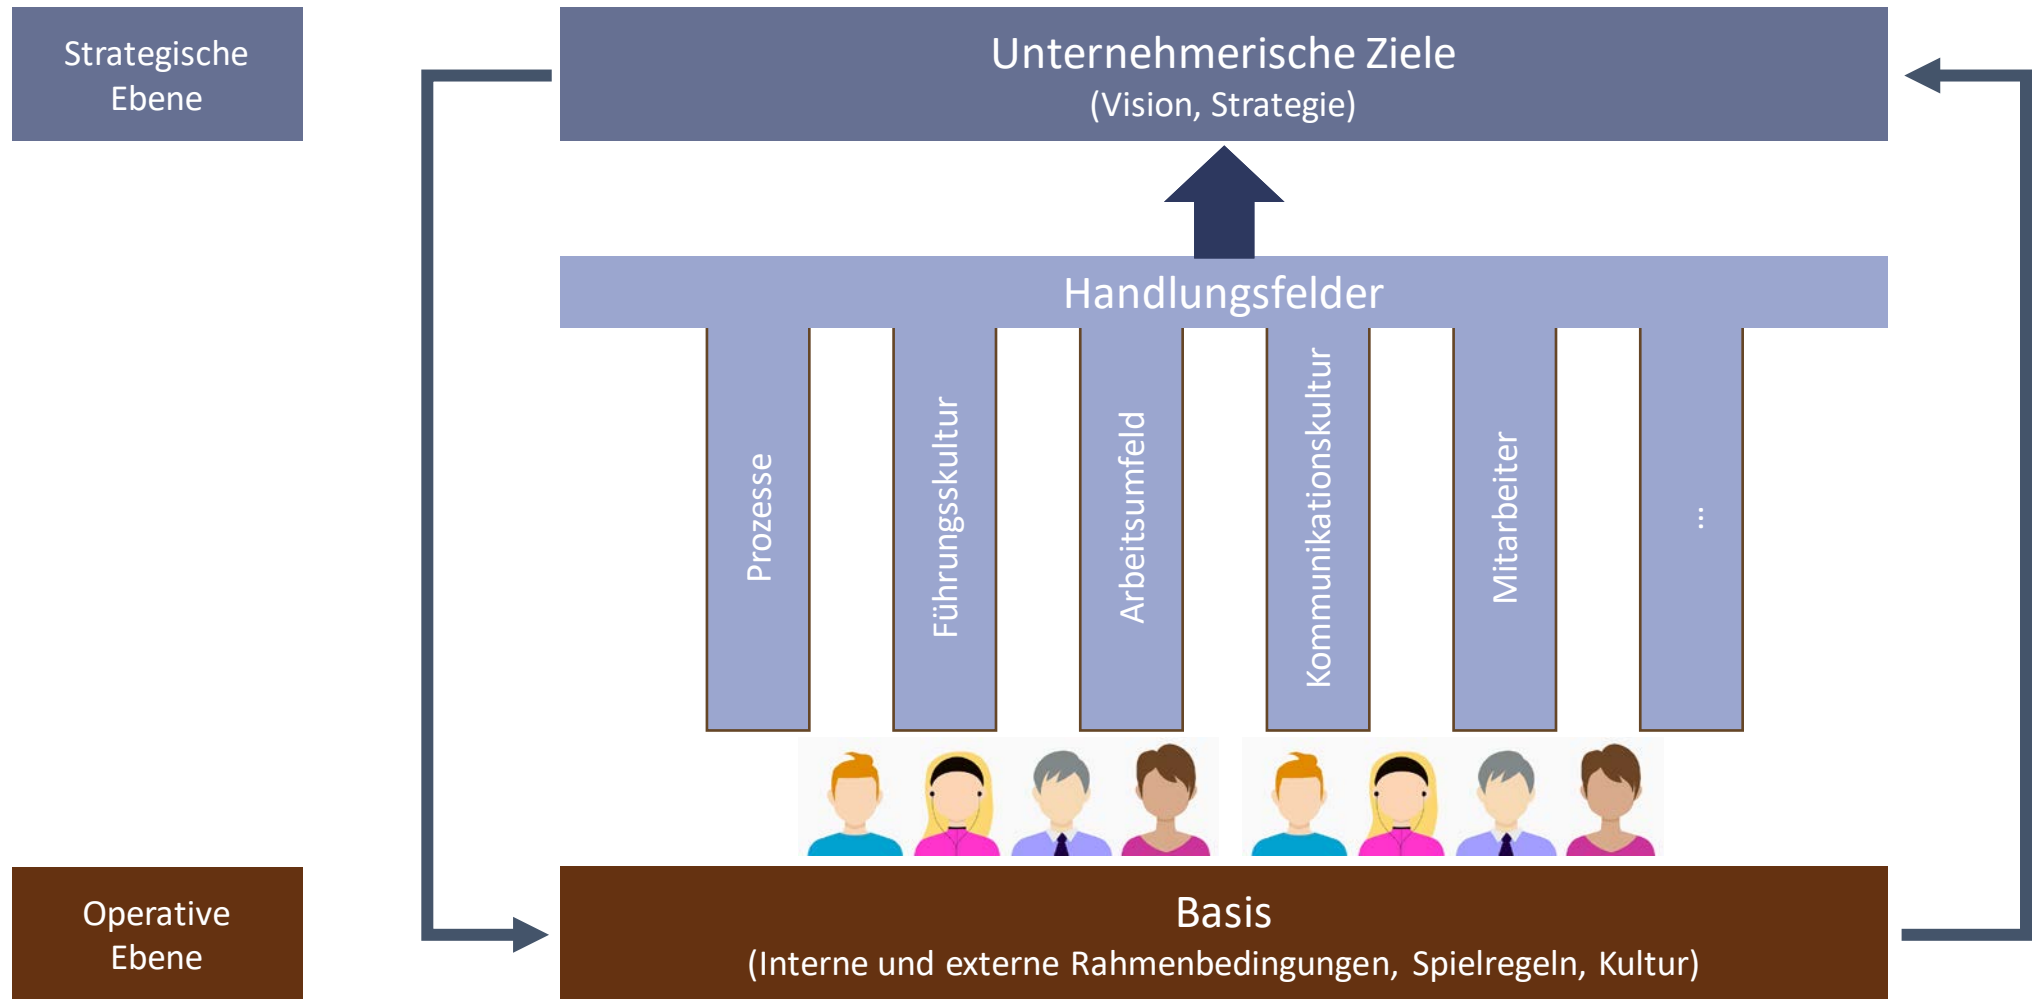 Strategische
Ebene
Unternehmerische Ziele
(Vision, Strategie)
Handlungsfelder
Prozesse
Führungsskultur
Arbeitsumfeld
Kommunikationskultur
Mitarbeiter
...
Operative
Ebene
Basis
(Interne und externe Rahmenbedingungen, Spielregeln, Kultur)